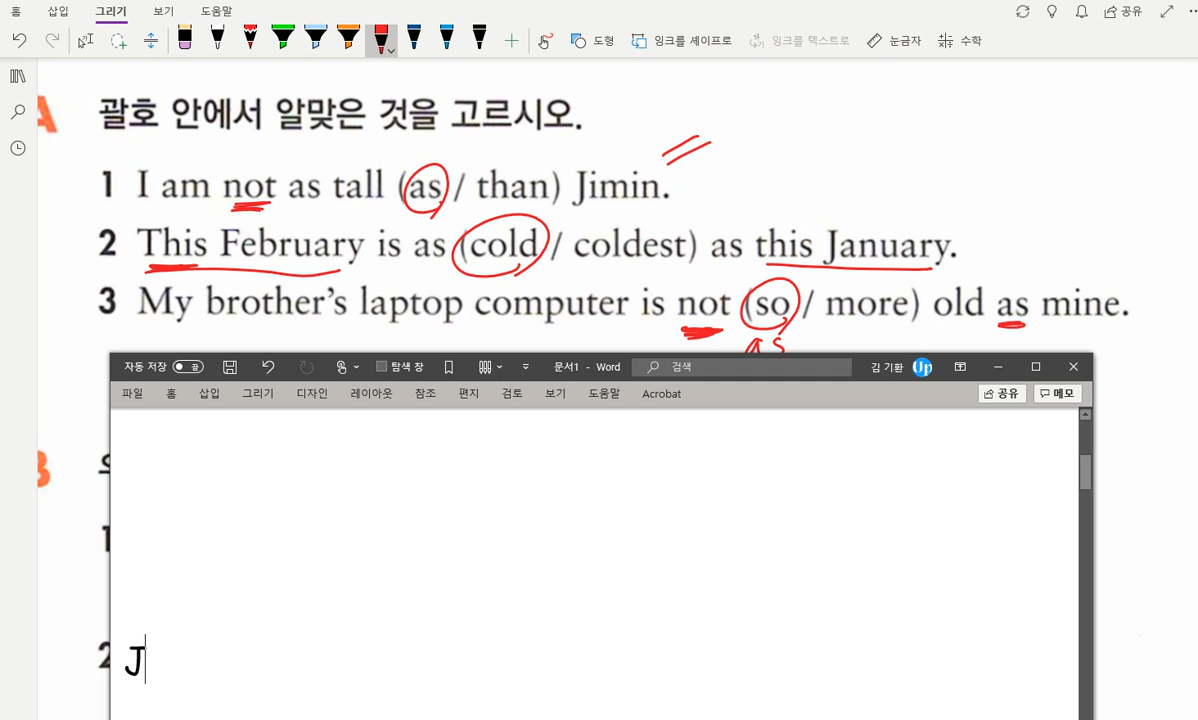 홈 삽입 그리기 보기 도움말
공유
도형 잉크를 셰이프로 잉크를 텍스트로 눈금자 수학
A 괄호 안에서 알맞은 것을 고르시오.
1 I am not as tall (as / than) Jimin.
2 This February is as (cold / coldest) as this January.
3 My brother's laptop computer is not (so / more) old as mine.
as
자동 저장 끔 탐색 창 문서1 - Word 검색 김 기환 Up
파일 홈 삽입 그리기 디자인 레이아웃 참조 편지 검토 보기 도움말 Acrobat 공유 메모
B
1
2
J